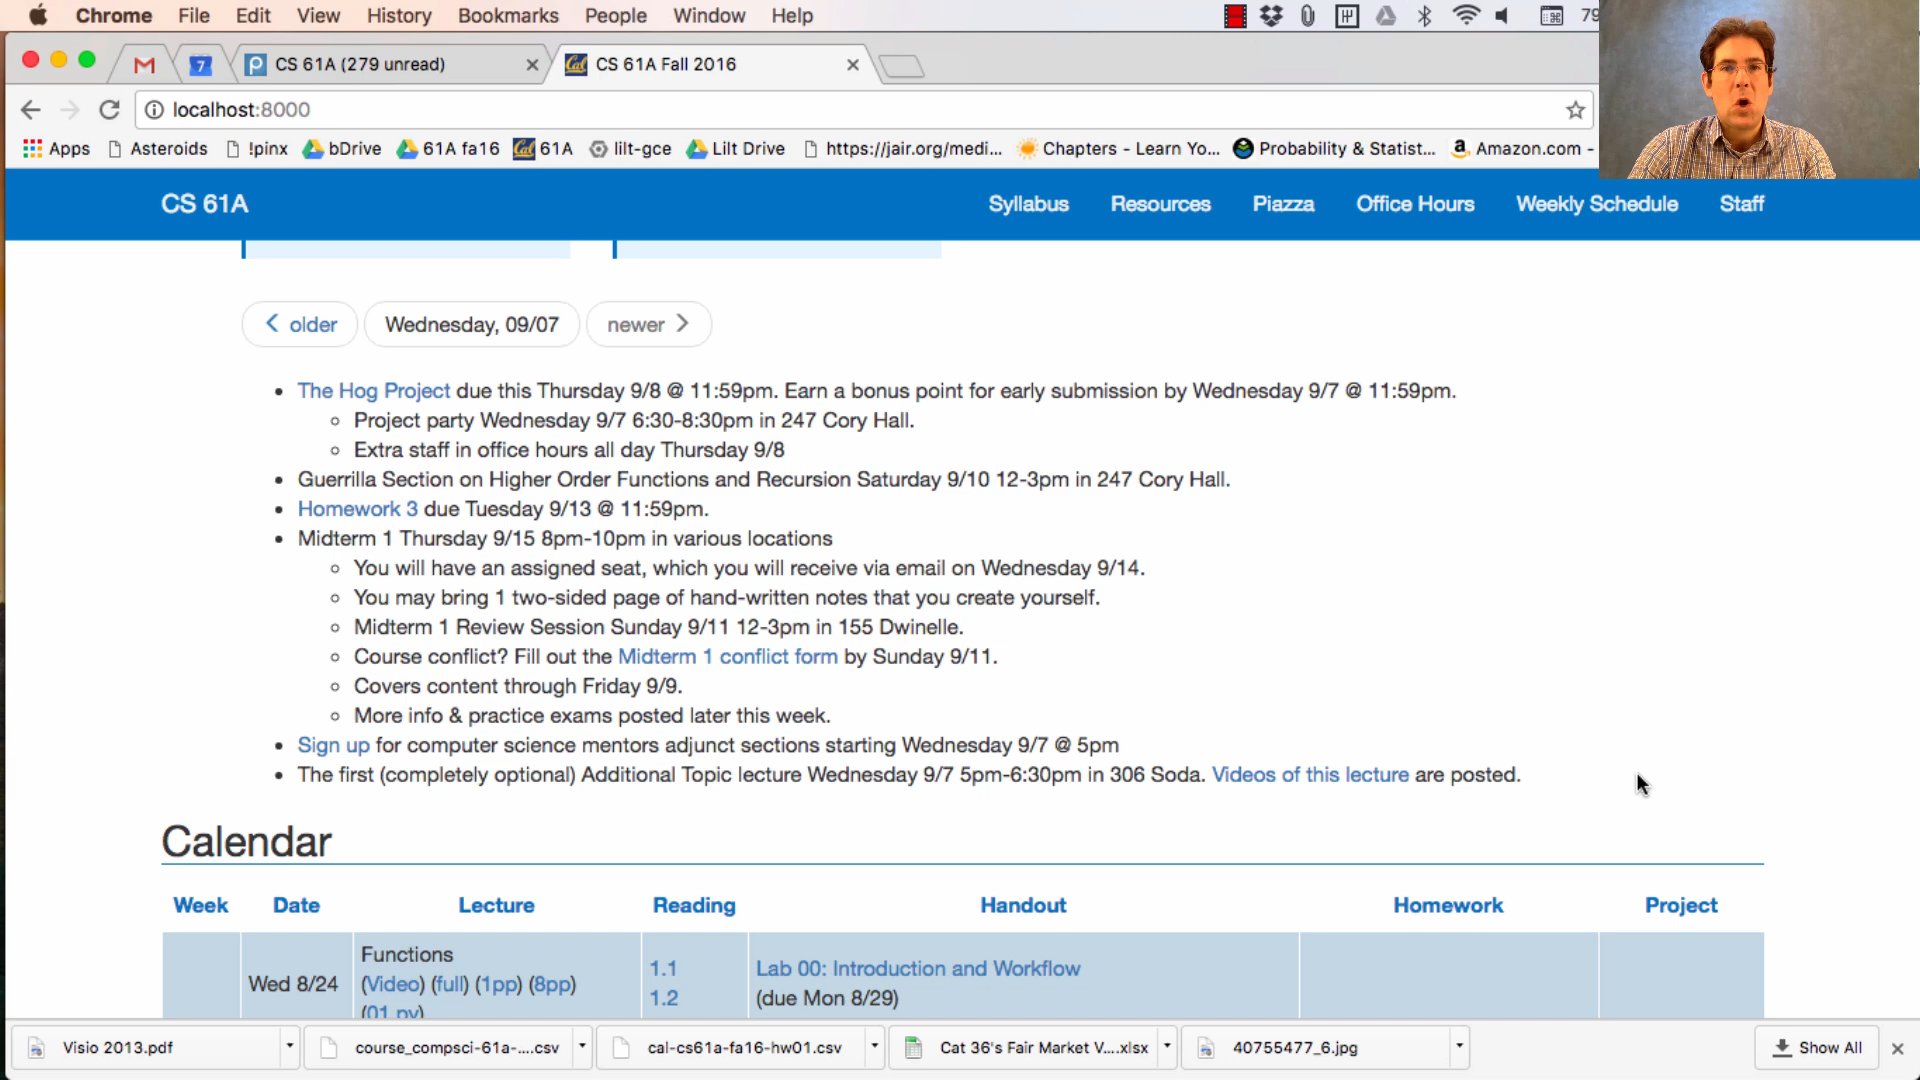 Chrome File Edit View History Bookmarks People Window Help 79
7 CS 61A (279 unread) CS 61A Fall 2016
localhost:8000
Apps Asteroids !pinx bDrive 61A fa16 61A lilt-gce Lilt Drive https://jair.org/medi... Chapters - Learn Yo... Probability & Statist... Amazon.com -
CS 61A Syllabus Resources Piazza Office Hours Weekly Schedule Staff
older Wednesday, 09/07 newer
The Hog Project due this Thursday 9/8 @ 11:59pm. Earn a bonus point for early submission by Wednesday 9/7 @ 11:59pm.
Project party Wednesday 9/7 6:30-8:30pm in 247 Cory Hall.
Extra staff in office hours all day Thursday 9/8
Guerrilla Section on Higher Order Functions and Recursion Saturday 9/10 12-3pm in 247 Cory Hall.
Homework 3 due Tuesday 9/13 @ 11:59pm.
Midterm 1 Thursday 9/15 8pm-10pm in various locations
You will have an assigned seat, which you will receive via email on Wednesday 9/14.
You may bring 1 two-sided page of hand-written notes that you create yourself.
Midterm 1 Review Session Sunday 9/11 12-3pm in 155 Dwinelle.
Course conflict? Fill out the Midterm 1 conflict form by Sunday 9/11.
Covers content through Friday 9/9.
More info & practice exams posted later this week.
Sign up for computer science mentors adjunct sections starting Wednesday 9/7 @ 5pm
The first (completely optional) Additional Topic lecture Wednesday 9/7 5pm-6:30pm in 306 Soda. Videos of this lecture are posted.
Calendar
Week Date Lecture Reading Handout Homework Project
Wed 8/24
Functions
(Video) (full) (1pp) (8pp)
(01.py)
1.1
1.2
Lab 00: Introduction and Workflow
(due Mon 8/29)
Visio 2013.pdf course_compsci-61a-....csv cal-cs61a-fa16-hw01.csv Cat 36's Fair Market V....xlsx 40755477_6.jpg Show All